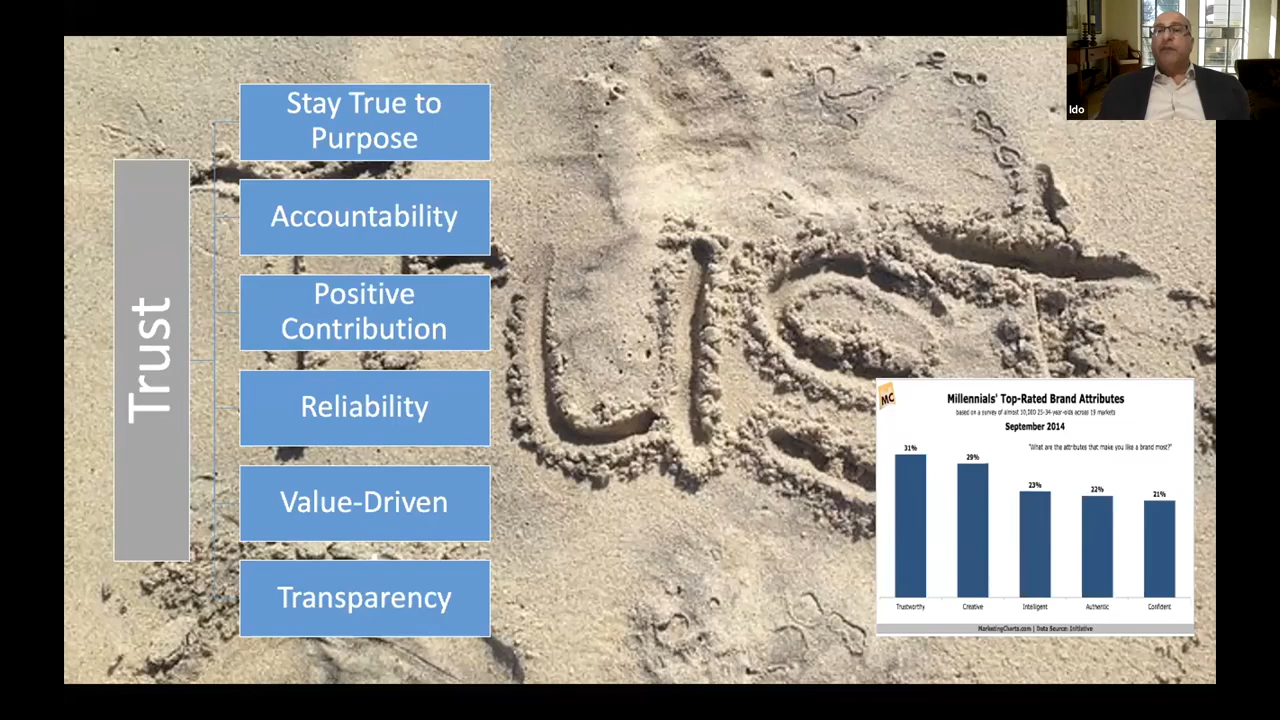 Ido
Stay True to
Purpose
Accountability
Positive
Contribution
Reliability
Value-Driven
Transparency
Trust
MC
Millennials' Top-Rated Brand Attributes
based on a survey of almost 10,000 25-34-year-olds across 19 markets
September 2014
"What are the attributes that make you like a brand most?"
31%
29%
23%
22%
21%
Trustworthy
Creative
Intelligent
Authentic
Confident
MarketingCharts.com | Data Source: Initiative